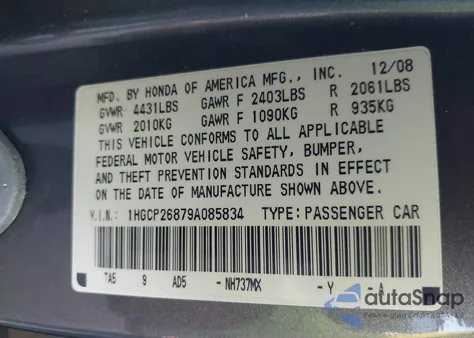 MFD. BY HONDA OF AMERICA MFG., INC. 12/08
GVWR 4431LBS GAWR F 2403LBS R 2061LBS
GVWR 2010KG GAWR F 1090KG R 935KG
THIS VEHICLE CONFORMS TO ALL APPLICABLE
FEDERAL MOTOR VEHICLE SAFETY, BUMPER,
AND THEFT PREVENTION STANDARDS IN EFFECT
ON THE DATE OF MANUFACTURE SHOWN ABOVE.
V.I.N.: 1HGCP26879A085834 TYPE: PASSENGER CAR
TA5 9 AD5 - NH737MX - Y - A
autoSnap